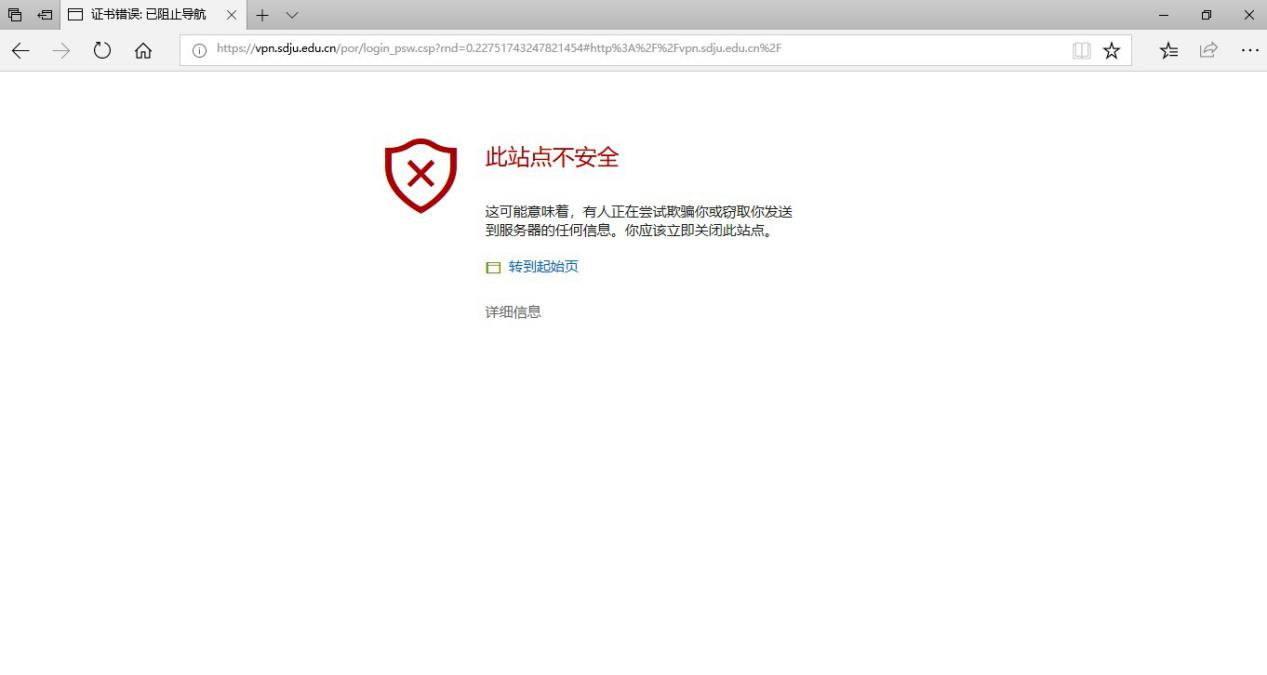 证书错误: 已阻止导航
https://vpn.sdju.edu.cn/por/login_psw.csp?rnd=0.22751743247821454#http%3A%2F%2Fvpn.sdju.edu.cn%2F
此站点不安全
这可能意味着，有人正在尝试欺骗你或窃取你发送
到服务器的任何信息。你应该立即关闭此站点。
转到起始页
详细信息